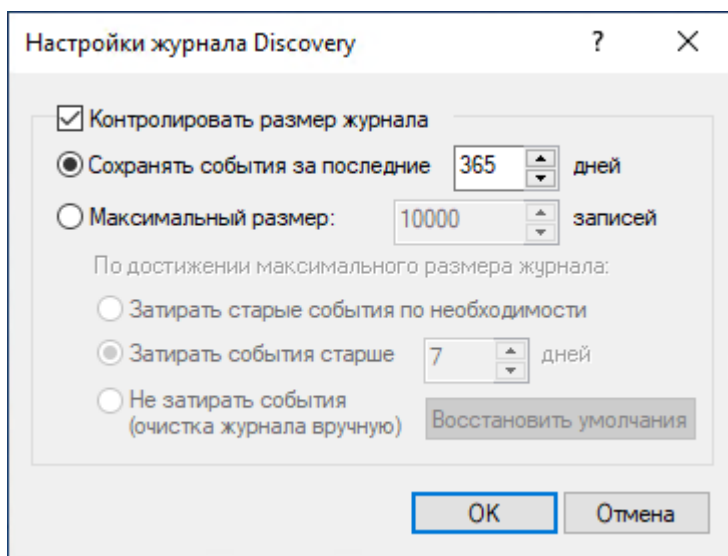 Настройки журнала Discovery ?
Контролировать размер журнала
Сохранять события за последние 365 дней
Максимальный размер: 10000 записей
По достижении максимального размера журнала:
Затирать старые события по необходимости
Затирать события старше 7 дней
Не затирать события
(очистка журнала вручную) Восстановить умолчания
OK Отмена